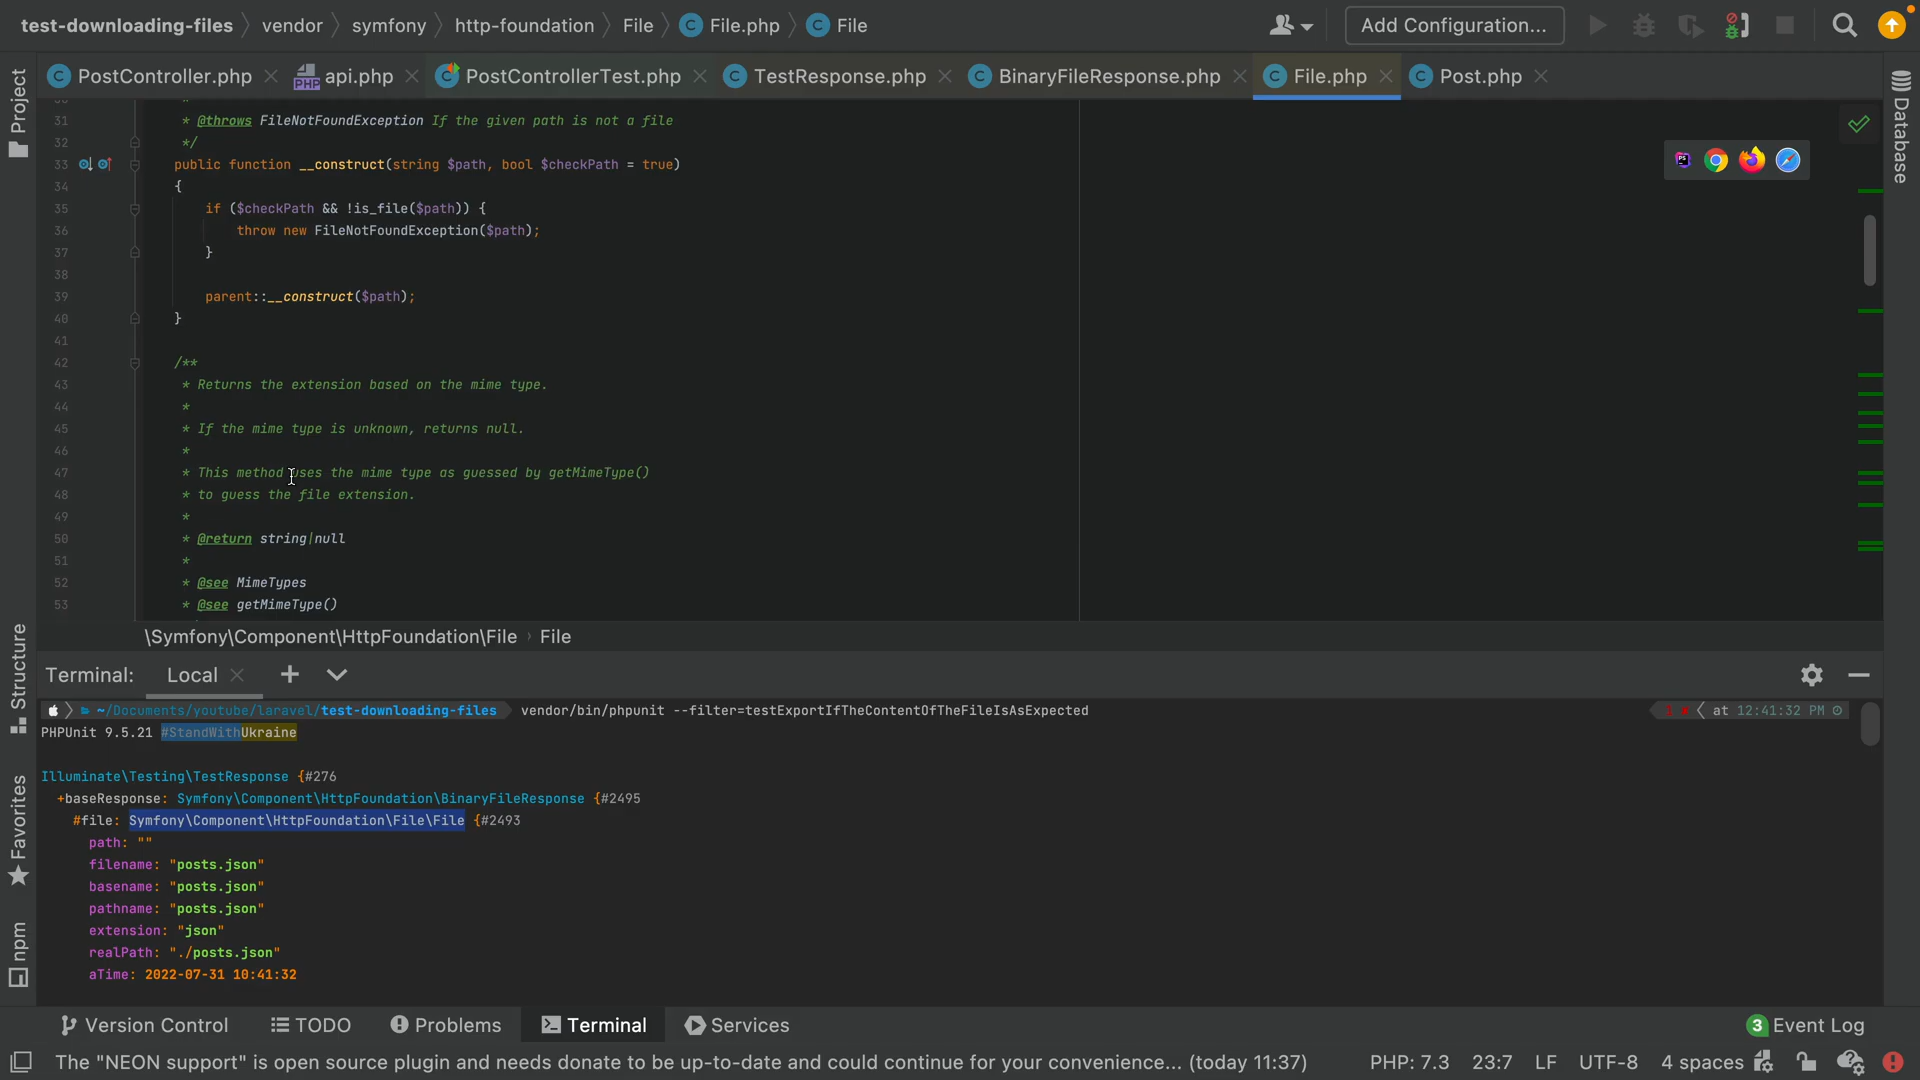 test-downloading-files vendor symfony http-foundation File File.php File Add Configuration...
PostController.php api.php PostControllerTest.php TestResponse.php BinaryFileResponse.php File.php Post.php
Project
Database
31 * @throws FileNotFoundException If the given path is not a file
32 */
33 public function __construct(string $path, bool $checkPath = true)
34 {
35 if ($checkPath && !is_file($path)) {
36 throw new FileNotFoundException($path);
37 }
38
39 parent::__construct($path);
40 }
41
42 /**
43 * Returns the extension based on the mime type.
44 *
45 * If the mime type is unknown, returns null.
46 *
47 * This method uses the mime type as guessed by getMimeType()
48 * to guess the file extension.
49 *
50 * @return string|null
51 *
52 * @see MimeTypes
53 * @see getMimeType()
\Symfony\Component\HttpFoundation\File › File
Structure
Favorites
npm
Terminal: Local
~/Documents/youtube/laravel/test-downloading-files vendor/bin/phpunit --filter=testExportIfTheContentOfTheFileIsAsExpected at 12:41:32 PM
PHPUnit 9.5.21 #StandWithUkraine
Illuminate\Testing\TestResponse {#276
+baseResponse: Symfony\Component\HttpFoundation\BinaryFileResponse {#2495
#file: Symfony\Component\HttpFoundation\File\File {#2493
path: ""
filename: "posts.json"
basename: "posts.json"
pathname: "posts.json"
extension: "json"
realPath: "./posts.json"
aTime: 2022-07-31 10:41:32
Version Control TODO Problems Terminal Services 3 Event Log
The "NEON support" is open source plugin and needs donate to be up-to-date and could continue for your convenience... (today 11:37) PHP: 7.3 23:7 LF UTF-8 4 spaces